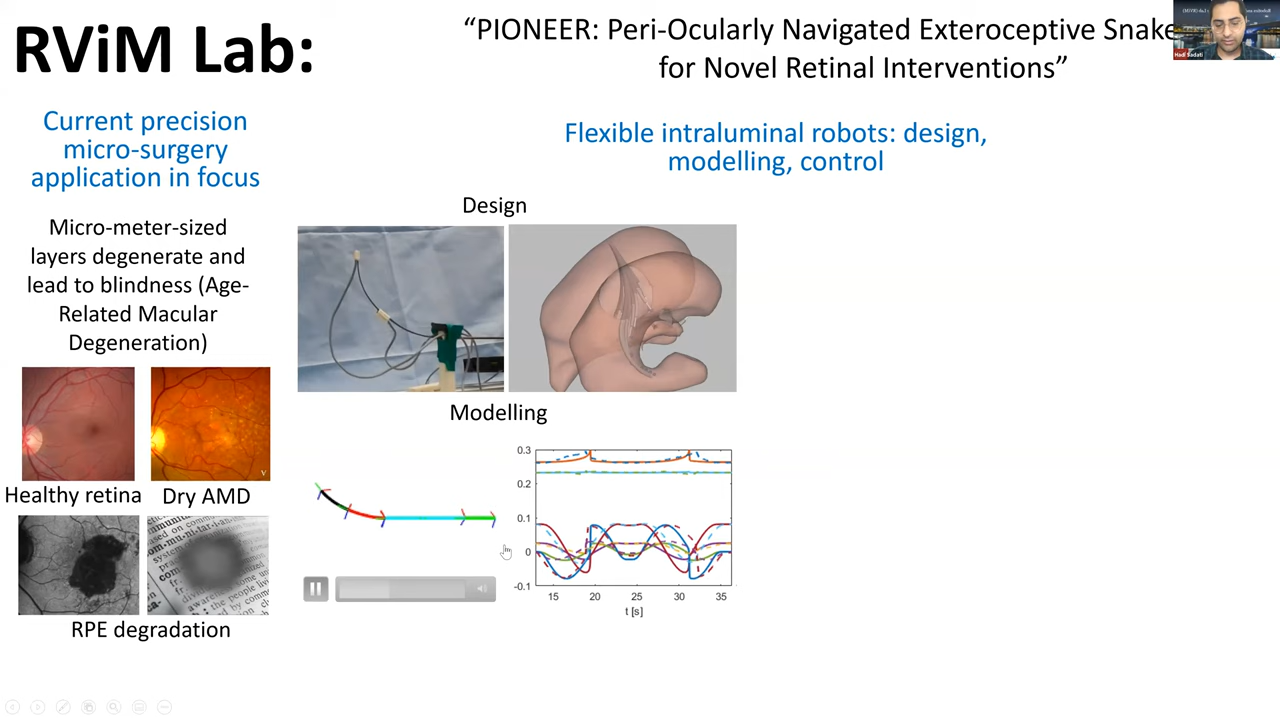 RViM Lab:
“PIONEER: Peri-Ocularly Navigated Exteroceptive Snake
for Novel Retinal Interventions”
Hadi Sadati
Current precision
micro-surgery
application in focus
Flexible intraluminal robots: design,
modelling, control
Micro-meter-sized
layers degenerate and
lead to blindness (Age-
Related Macular
Degeneration)
Design
Modelling
Healthy retina
Dry AMD
V
RPE degradation
0.3
0.2
0.1
0
-0.1
15 20 25 30 35
t [s]